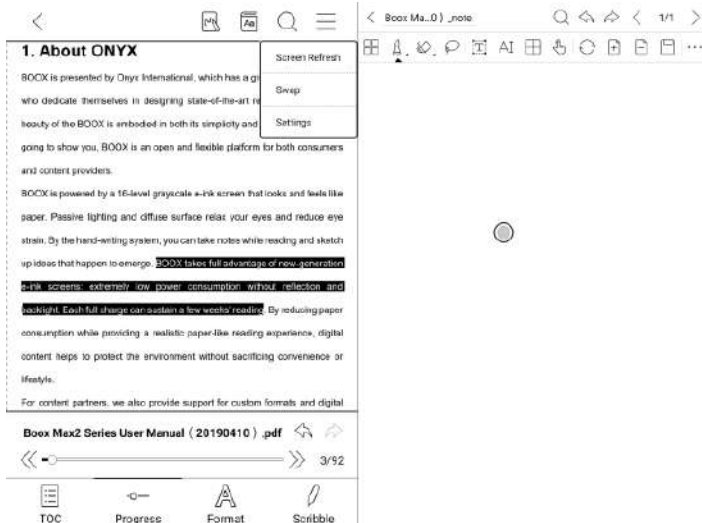 1. About ONYX
Screen Refresh
Swap
Settings
BOOX is presented by Onyx International, which has a gr
who dedicate themselves in designing state-of-the-art re
beauty of the BOOX is embodied in both its simplicity and
going to show you, BOOX is an open and flexible platform for both consumers
and content providers.
BOOX is powered by a 16-level grayscale e-ink screen that looks and feels like
paper. Passive lighting and diffuse surface relax your eyes and reduce eye
strain. By the hand-writing system, you can take notes while reading and sketch
up ideas that happen to emerge. BOOX takes full advantage of new-generation
e-ink screens: extremely low power consumption without reflection and
backlight. Each full charge can sustain a few weeks' reading. By reducing paper
consumption while providing a realistic paper-like reading experience, digital
content helps to protect the environment without sacrificing convenience or
lifestyle.
For content partners, we also provide support for custom formats and digital
Boox Max2 Series User Manual ( 20190410 ) .pdf
3/92
TOC
Progress
Format
Scribble
Boox Ma...0 ) _note
1/1
AI